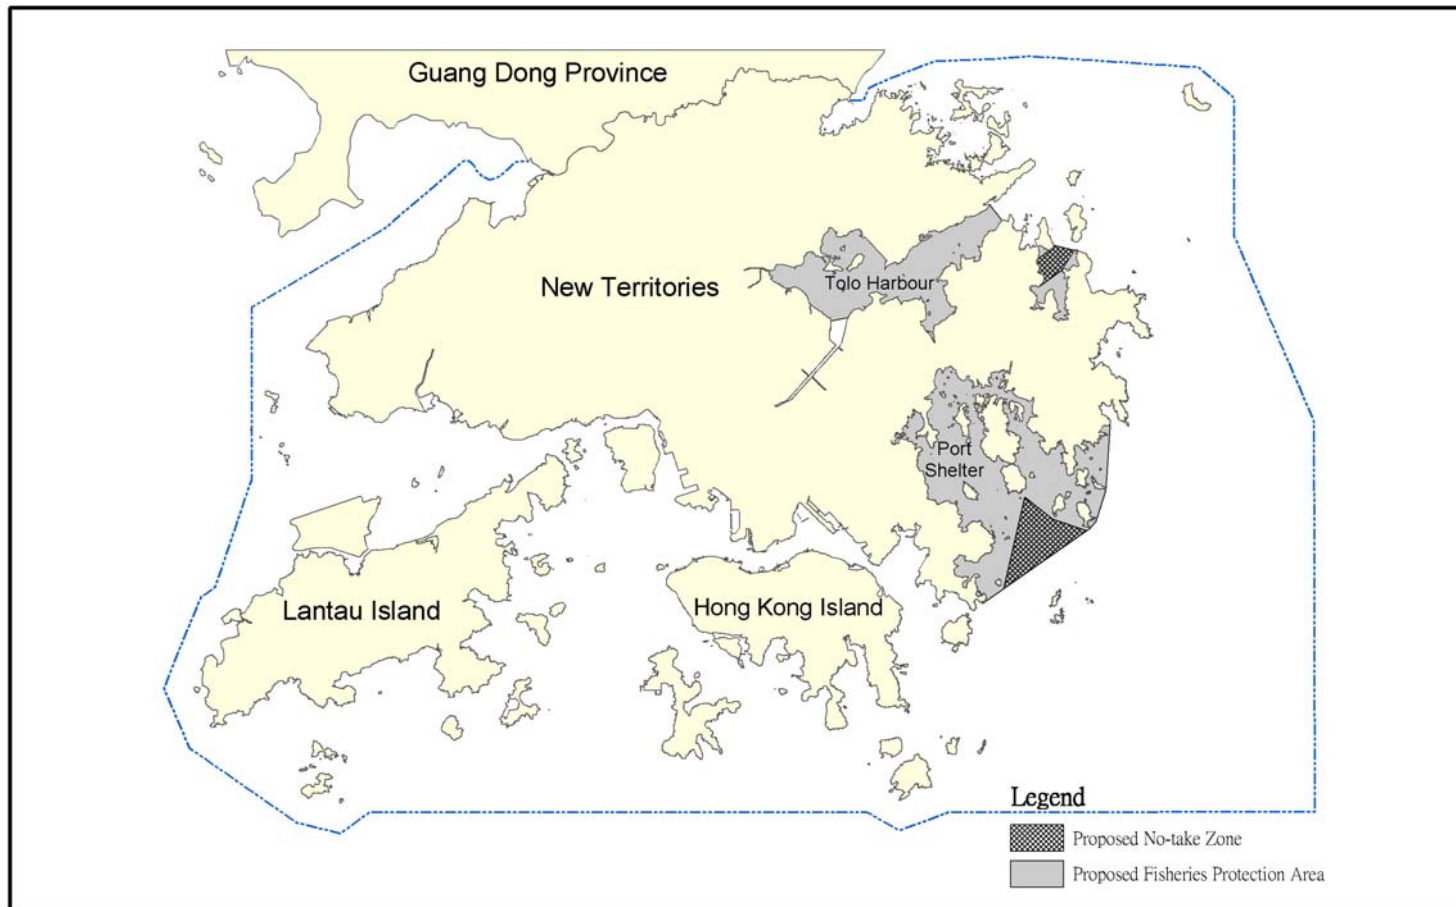 Guang Dong Province
New Territories
Tolo Harbour
Port
Shelter
Lantau Island
Hong Kong Island
Legend
Proposed No-take Zone
Proposed Fisheries Protection Area